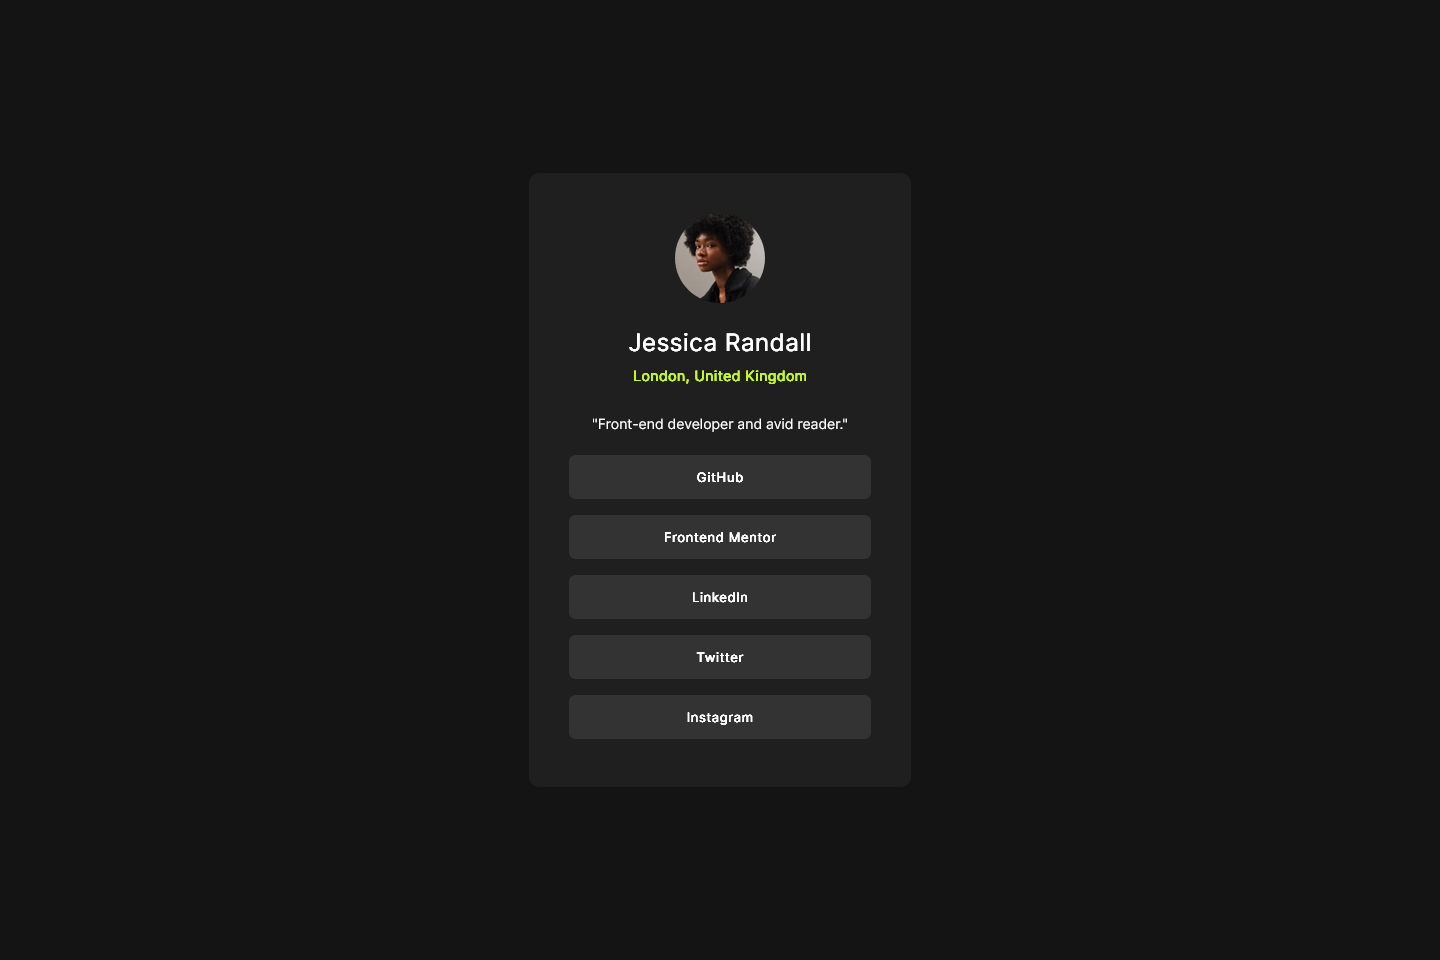 Jessica Randall
London, United Kingdom
"Front-end developer and avid reader."
GitHub
Frontend Mentor
LinkedIn
Twitter
Instagram